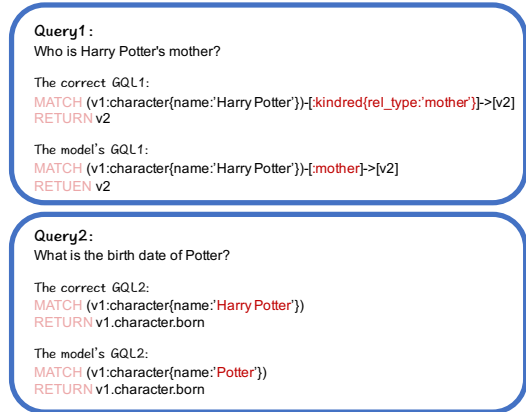 Query1:
Who is Harry Potter's mother?
The correct GQL1:
MATCH (v1:character{name:'Harry Potter'})-[:kindred{rel_type:'mother'}]->[v2]
RETURN v2
The model's GQL1:
MATCH (v1:character{name:'Harry Potter'})-[:mother]->[v2]
RETUEN v2
Query2:
What is the birth date of Potter?
The correct GQL2:
MATCH (v1:character{name:'Harry Potter'})
RETURN v1.character.born
The model's GQL2:
MATCH (v1:character{name:'Potter'})
RETURN v1.character.born